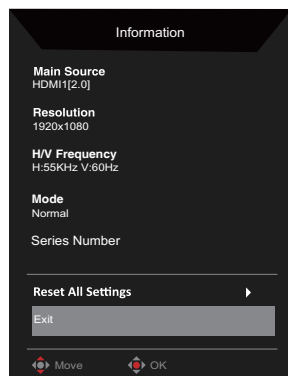 Information
Main Source
HDMI1[2.0]
Resolution
1920x1080
H/V Frequency
H:55KHz V:60Hz
Mode
Normal
Series Number
Reset All Settings
Exit
Move OK